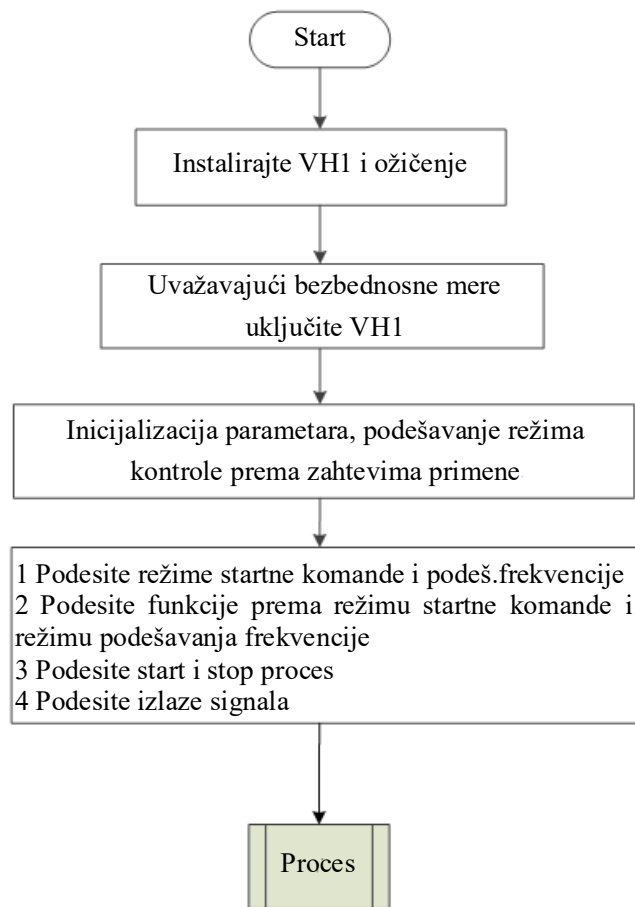 Start
Instalirajte VH1 i ožičenje
Uvažavajući bezbednosne mere
uključite VH1
Inicijalizacija parametara, podešavanje režima
kontrole prema zahtevima primene
1 Podesite režime startne komande i podeš.frekvencije
2 Podesite funkcije prema režimu startne komande i
režimu podešavanja frekvencije
3 Podesite start i stop proces
4 Podesite izlaze signala
Proces